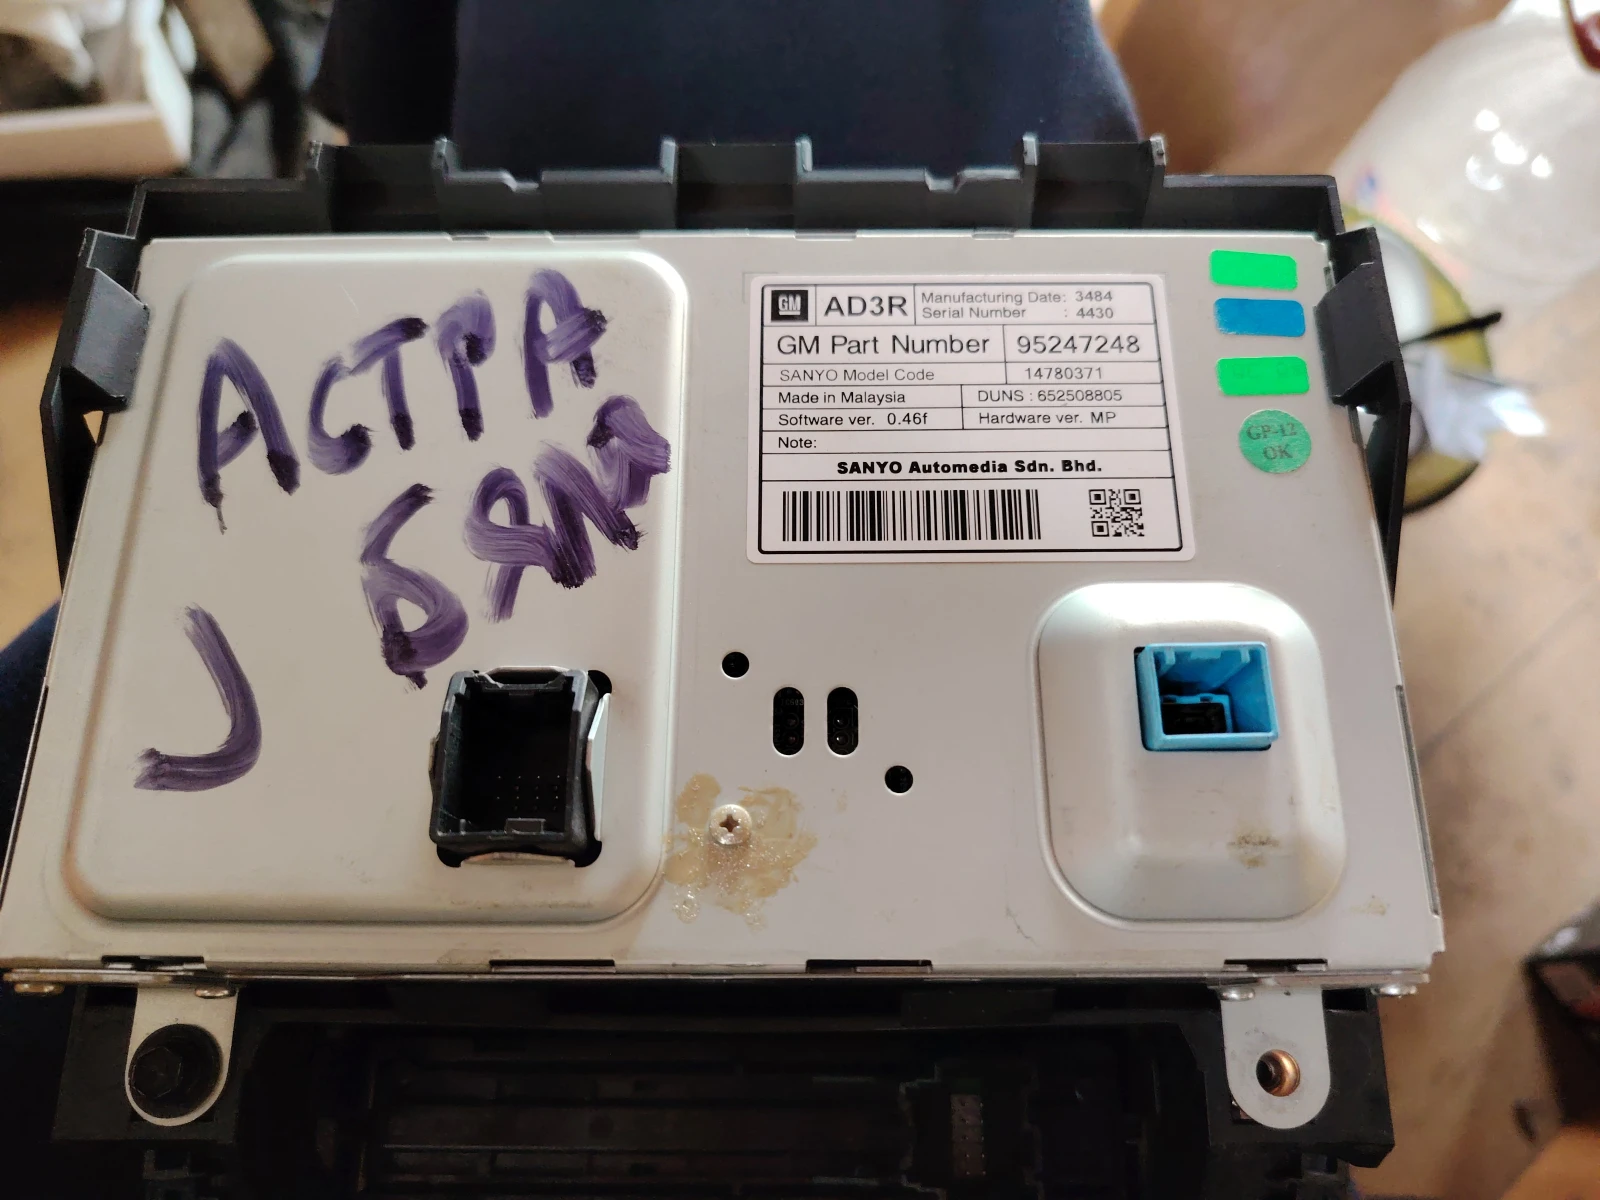 АСТРА
J
GM AD3R Manufacturing Date: 3484
Serial Number : 4430
GM Part Number 95247248
SANYO Model Code 14780371
Made in Malaysia DUNS : 652508805
Software ver. 0.46f Hardware ver. MP
Note:
SANYO Automedia Sdn. Bhd.
GP-12
OK